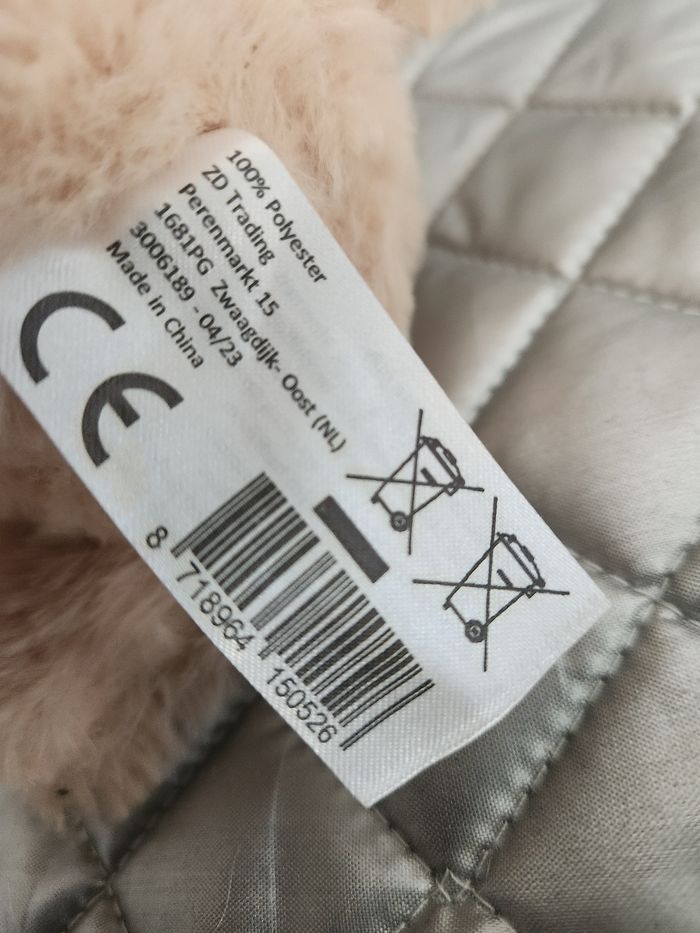 100% Polyester
ZD Trading
Perenmarkt 15
1681PG Zwaagdijk- Oost (NL)
3006189 - 04/23
Made in China
CE
8 718964 150526